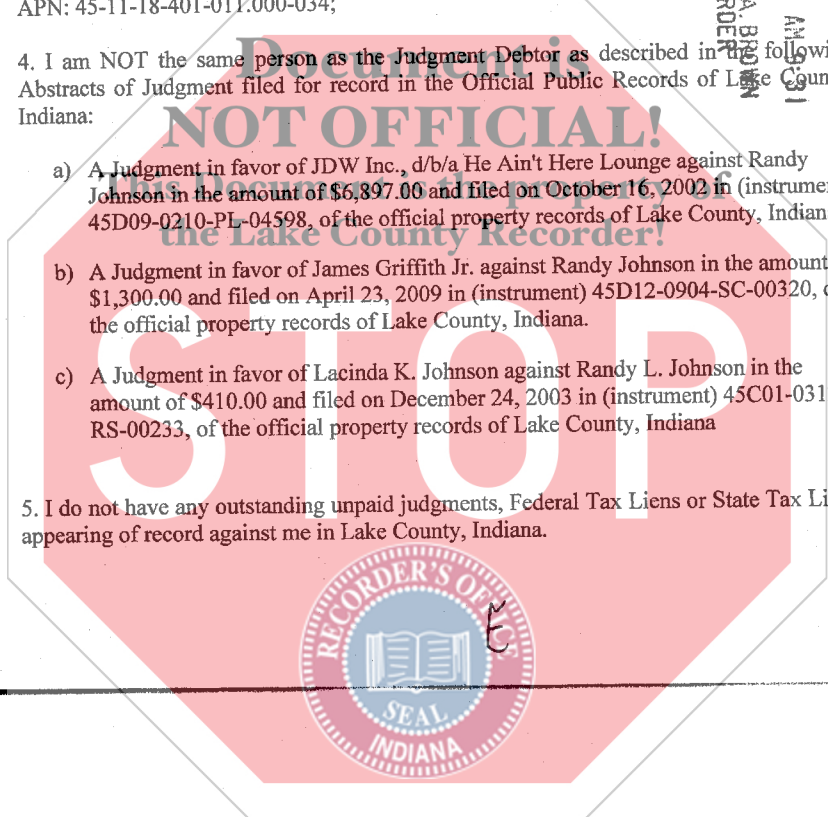 APN: 45-11-18-401-011.000-034;
AM 9:31
A. BROWN
RDER
Document is
4. I am NOT the same person as the Judgment Debtor as described in the followi
Abstracts of Judgment filed for record in the Official Public Records of Lake Coun
Indiana:
NOT OFFICIAL!
a) A Judgment in favor of JDW Inc., d/b/a He Ain't Here Lounge against Randy
This Document is the property of
Johnson in the amount of $6,897.00 and filed on October 16, 2002 in (instrume
45D09-0210-PL-04598, of the official property records of Lake County, Indian
the Lake County Recorder!
b) A Judgment in favor of James Griffith Jr. against Randy Johnson in the amount
$1,300.00 and filed on April 23, 2009 in (instrument) 45D12-0904-SC-00320,
the official property records of Lake County, Indiana.
STOP
c) A Judgment in favor of Lacinda K. Johnson against Randy L. Johnson in the
amount of $410.00 and filed on December 24, 2003 in (instrument) 45C01-031
RS-00233, of the official property records of Lake County, Indiana
5. I do not have any outstanding unpaid judgments, Federal Tax Liens or State Tax Li
appearing of record against me in Lake County, Indiana.
RECORDER'S OFFICE
SEAL
INDIANA